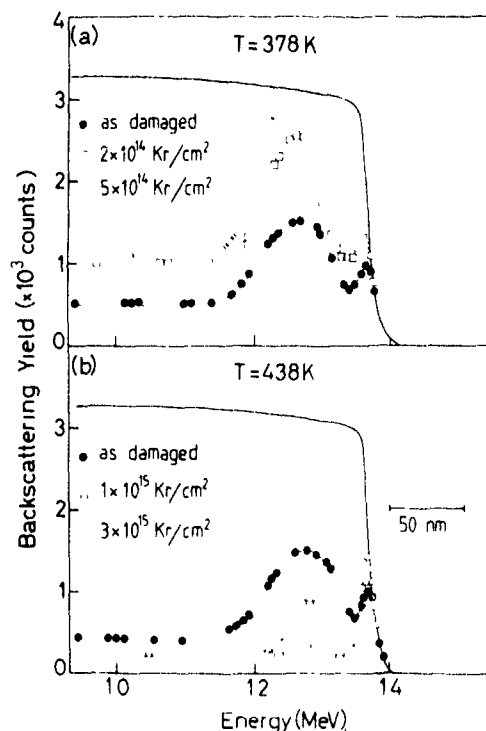 (a) T=378K
• as damaged
2×10¹⁴ Kr/cm²
5×10¹⁴ Kr/cm²
4
3
2
1
0
Backscattering Yield (×10³ counts)
(b) T=438K
• as damaged
1×10¹⁵ Kr/cm²
3×10¹⁵ Kr/cm²
50 nm
3
2
1
0
10 12 14
Energy (MeV)